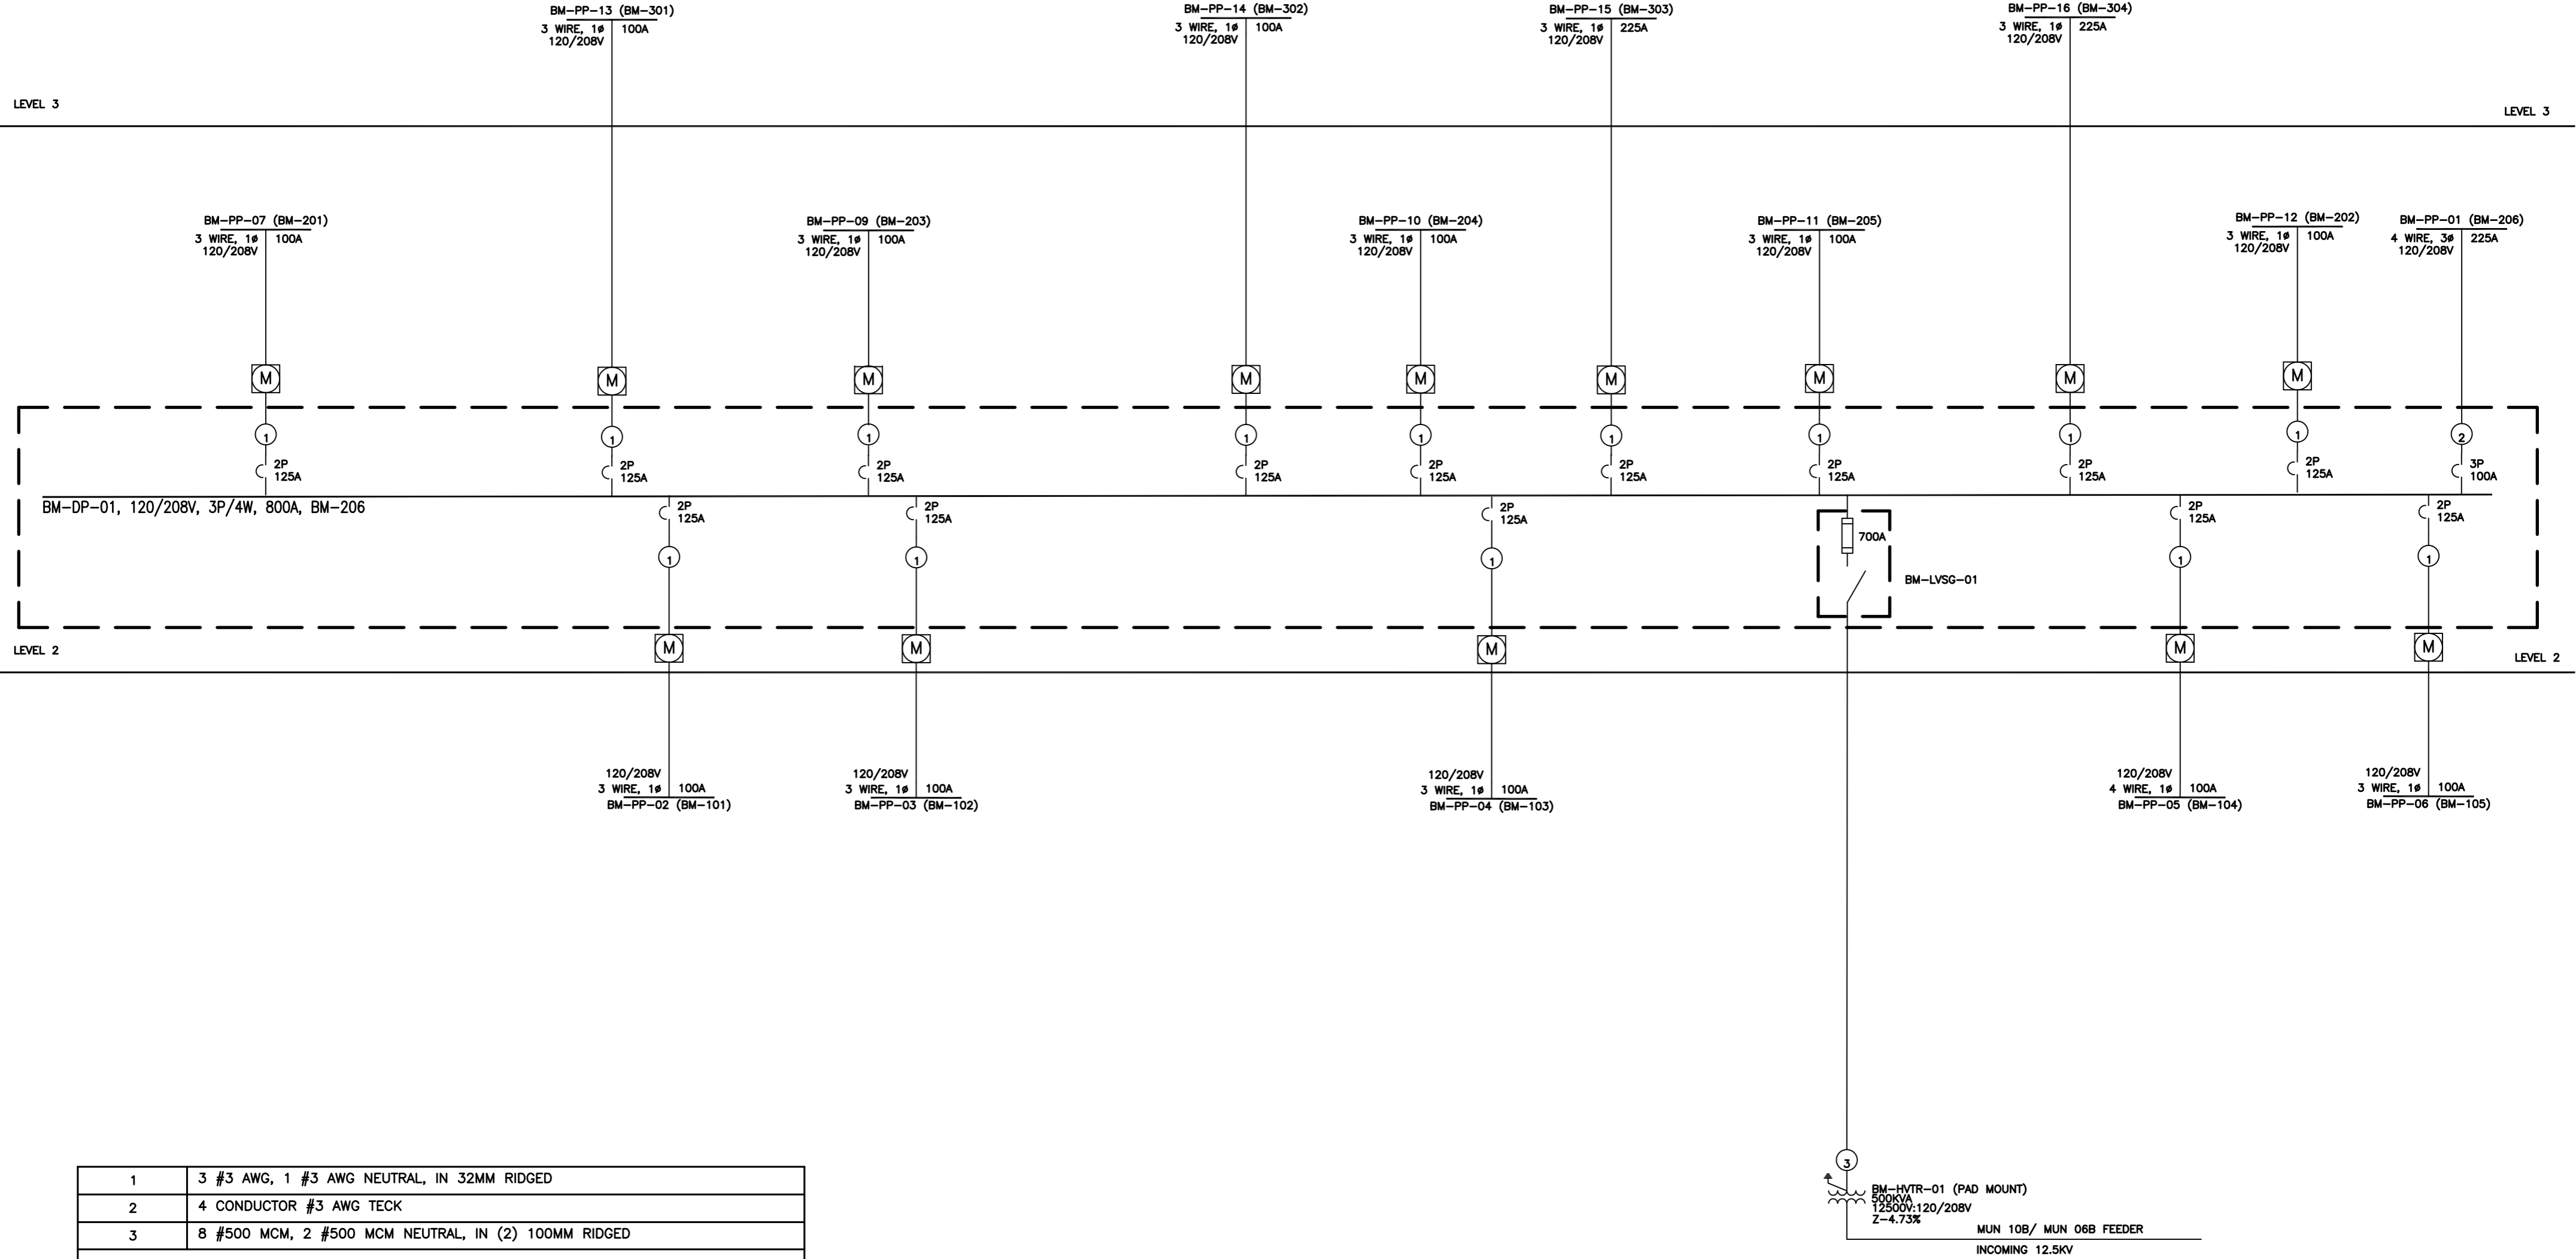 BM-PP-13 (BM-301)
3 WIRE, 1ø 100A
120/208V
BM-PP-14 (BM-302)
3 WIRE, 1ø 100A
120/208V
BM-PP-15 (BM-303)
3 WIRE, 1ø 225A
120/208V
BM-PP-16 (BM-304)
3 WIRE, 1ø 225A
120/208V
LEVEL 3
LEVEL 3
BM-PP-07 (BM-201)
3 WIRE, 1ø 100A
120/208V
BM-PP-09 (BM-203)
3 WIRE, 1ø 100A
120/208V
BM-PP-10 (BM-204)
3 WIRE, 1ø 100A
120/208V
BM-PP-11 (BM-205)
3 WIRE, 1ø 100A
120/208V
BM-PP-12 (BM-202)
3 WIRE, 1ø 100A
120/208V
BM-PP-01 (BM-206)
4 WIRE, 3ø 225A
120/208V
M
M
M
M
M
M
M
M
M
1
1
1
1
1
1
1
1
1
2
2P
125A
2P
125A
2P
125A
2P
125A
2P
125A
2P
125A
2P
125A
2P
125A
2P
125A
3P
100A
BM-DP-01, 120/208V, 3P/4W, 800A, BM-206
2P
125A
2P
125A
2P
125A
700A
2P
125A
2P
125A
1
1
1
1
1
BM-LVSG-01
M
M
M
M
M
LEVEL 2
LEVEL 2
120/208V
3 WIRE, 1ø 100A
BM-PP-02 (BM-101)
120/208V
3 WIRE, 1ø 100A
BM-PP-03 (BM-102)
120/208V
3 WIRE, 1ø 100A
BM-PP-04 (BM-103)
120/208V
4 WIRE, 1ø 100A
BM-PP-05 (BM-104)
120/208V
3 WIRE, 1ø 100A
BM-PP-06 (BM-105)
3
BM-HVTR-01 (PAD MOUNT)
500KVA
12500V:120/208V
Z-4.73%
MUN 10B/ MUN 06B FEEDER
INCOMING 12.5KV
1 3 #3 AWG, 1 #3 AWG NEUTRAL, IN 32MM RIDGED
2 4 CONDUCTOR #3 AWG TECK
3 8 #500 MCM, 2 #500 MCM NEUTRAL, IN (2) 100MM RIDGED